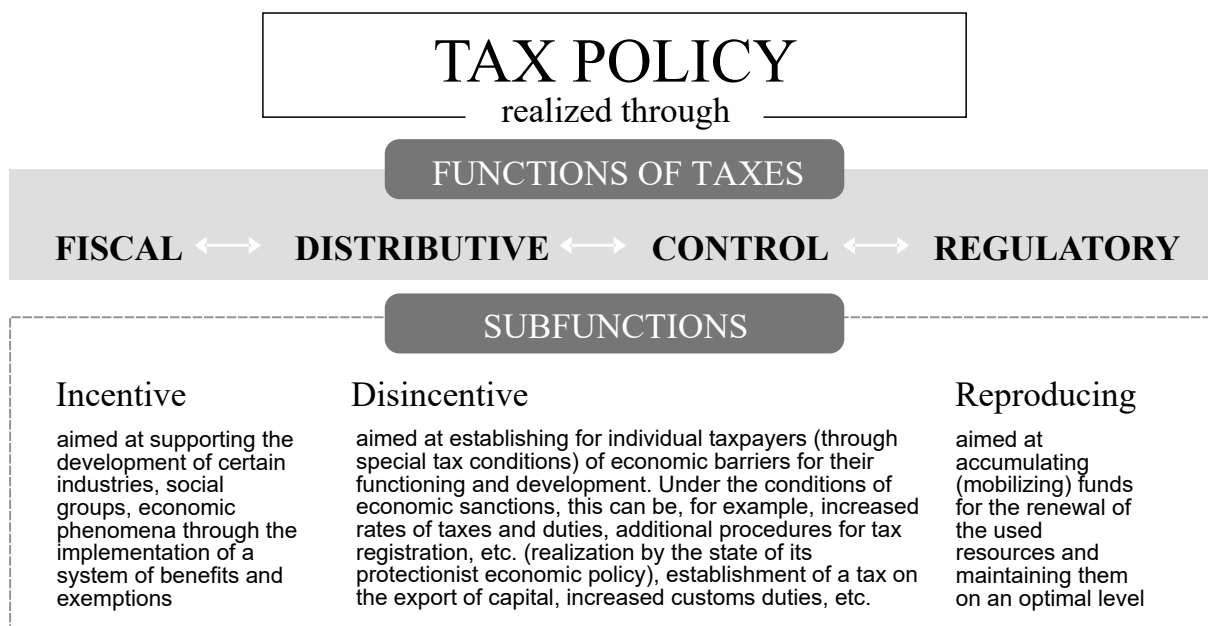 TAX POLICY
realized through
FUNCTIONS OF TAXES
FISCAL DISTRIBUTIVE CONTROL REGULATORY
SUBFUNCTIONS
Incentive
aimed at supporting the
development of certain
industries, social
groups, economic
phenomena through the
implementation of a
system of benefits and
exemptions
Disincentive
aimed at establishing for individual taxpayers (through
special tax conditions) of economic barriers for their
functioning and development. Under the conditions of
economic sanctions, this can be, for example, increased
rates of taxes and duties, additional procedures for tax
registration, etc. (realization by the state of its
protectionist economic policy), establishment of a tax on
the export of capital, increased customs duties, etc.
Reproducing
aimed at
accumulating
(mobilizing) funds
for the renewal of
the used
resources and
maintaining them
on an optimal level